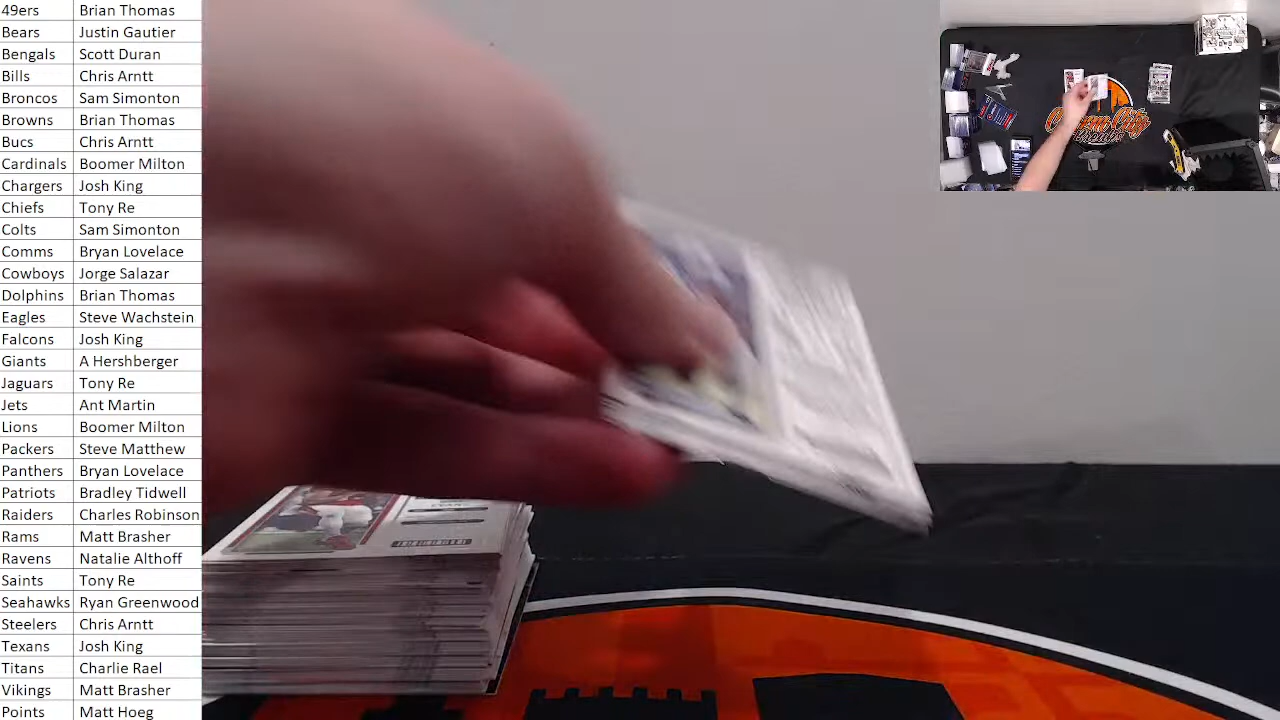 49ers Brian Thomas
Bears Justin Gautier
Bengals Scott Duran
Bills Chris Arntt
Broncos Sam Simonton
Browns Brian Thomas
Bucs Chris Arntt
Cardinals Boomer Milton
Chargers Josh King
Chiefs Tony Re
Colts Sam Simonton
Comms Bryan Lovelace
Cowboys Jorge Salazar
Dolphins Brian Thomas
Eagles Steve Wachstein
Falcons Josh King
Giants A Hershberger
Jaguars Tony Re
Jets Ant Martin
Lions Boomer Milton
Packers Steve Matthew
Panthers Bryan Lovelace
Patriots Bradley Tidwell
Raiders Charles Robinson
Rams Matt Brasher
Ravens Natalie Althoff
Saints Tony Re
Seahawks Ryan Greenwood
Steelers Chris Arntt
Texans Josh King
Titans Charlie Rael
Vikings Matt Brasher
Points Matt Hoeg